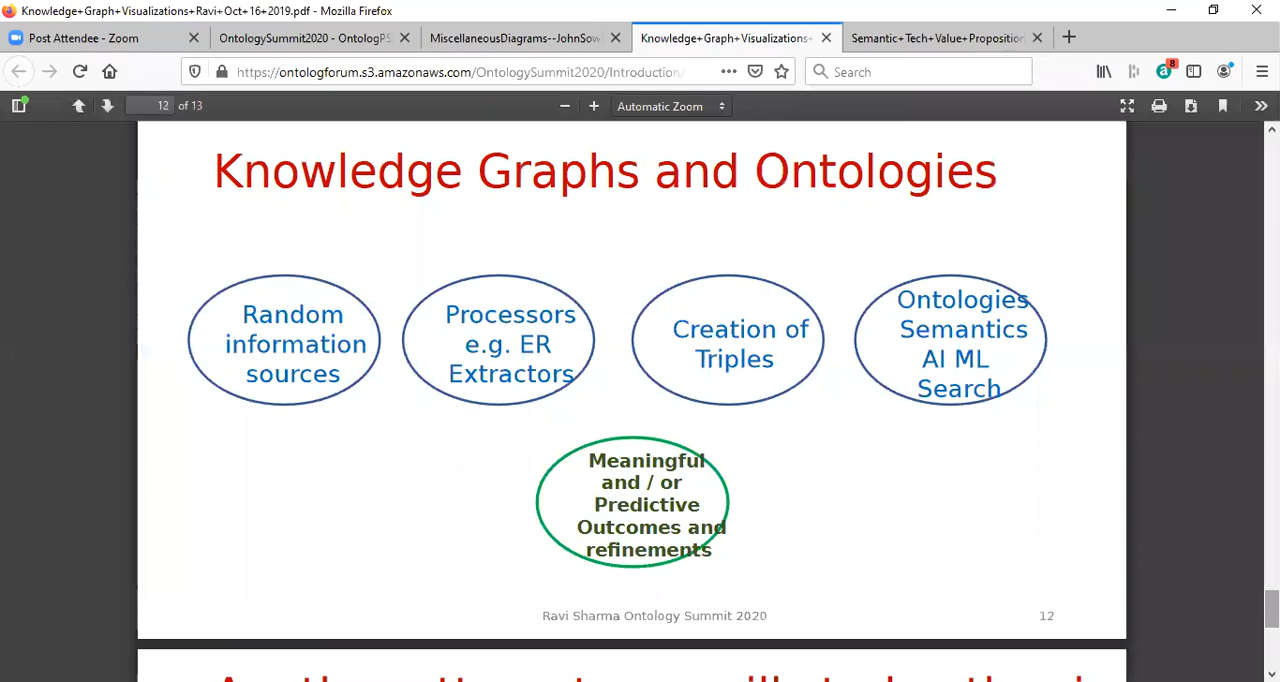 Knowledge+Graph+Visualizations+Ravi+Oct+16+2019.pdf - Mozilla Firefox
Post Attendee - Zoom
OntologySummit2020 - OntologPS
MiscellaneousDiagrams--JohnSow
Knowledge+Graph+Visualizations+
Semantic+Tech+Value+Proposition
https://ontologforum.s3.amazonaws.com/OntologySummit2020/Introduction/
Search
8
12 of 13
Automatic Zoom
Knowledge Graphs and Ontologies
Random
information
sources
Processors
e.g. ER
Extractors
Creation of
Triples
Ontologies
Semantics
AI ML
Search
Meaningful
and / or
Predictive
Outcomes and
refinements
Ravi Sharma Ontology Summit 2020
12